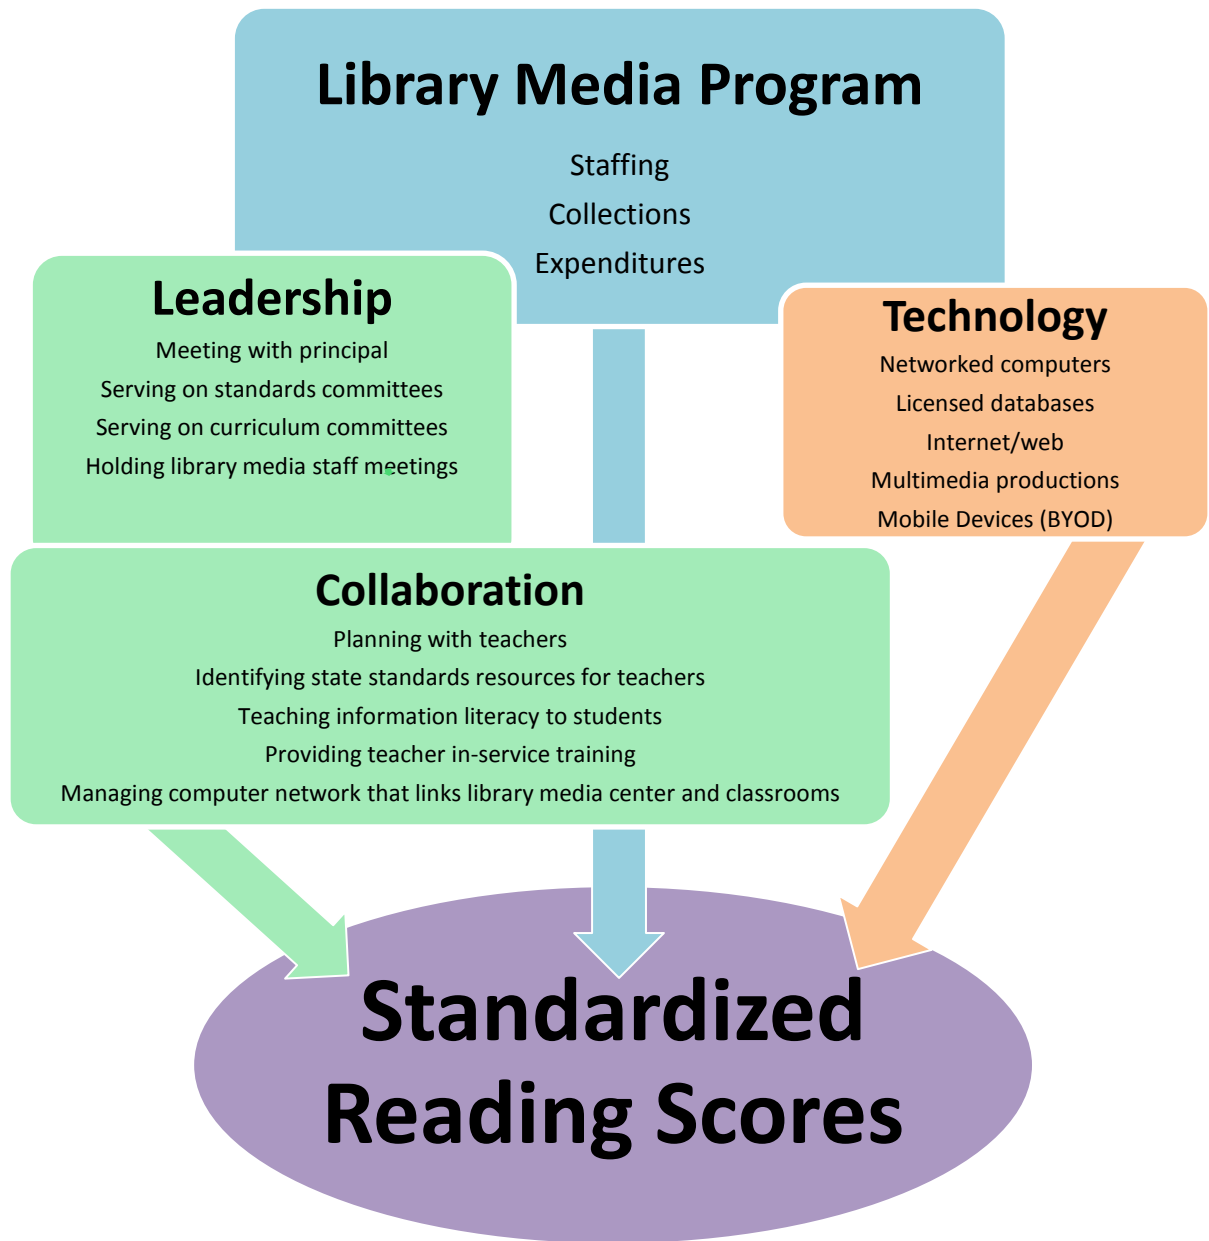 Library Media Program
Staffing
Collections
Expenditures
Leadership
Meeting with principal
Serving on standards committees
Serving on curriculum committees
Holding library media staff meetings
Technology
Networked computers
Licensed databases
Internet/web
Multimedia productions
Mobile Devices (BYOD)
Collaboration
Planning with teachers
Identifying state standards resources for teachers
Teaching information literacy to students
Providing teacher in-service training
Managing computer network that links library media center and classrooms
Standardized
Reading Scores